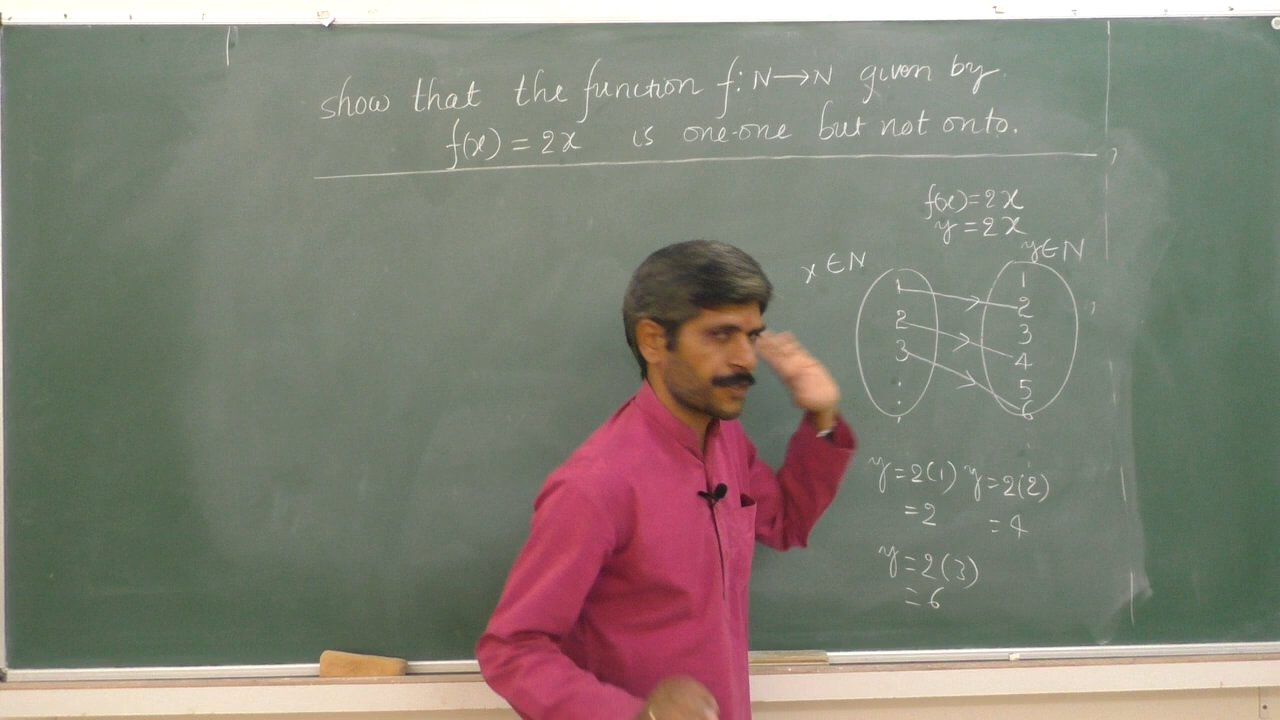 show that the function f: N→N given by
f(x) = 2x is one-one but not onto.
f(x) = 2x
y = 2x
x ∈ N
y ∈ N
1
2
3
.
.
.
1
2
3
4
5
6
y = 2(1)
= 2
y = 2(2)
= 4
y = 2(3)
= 6